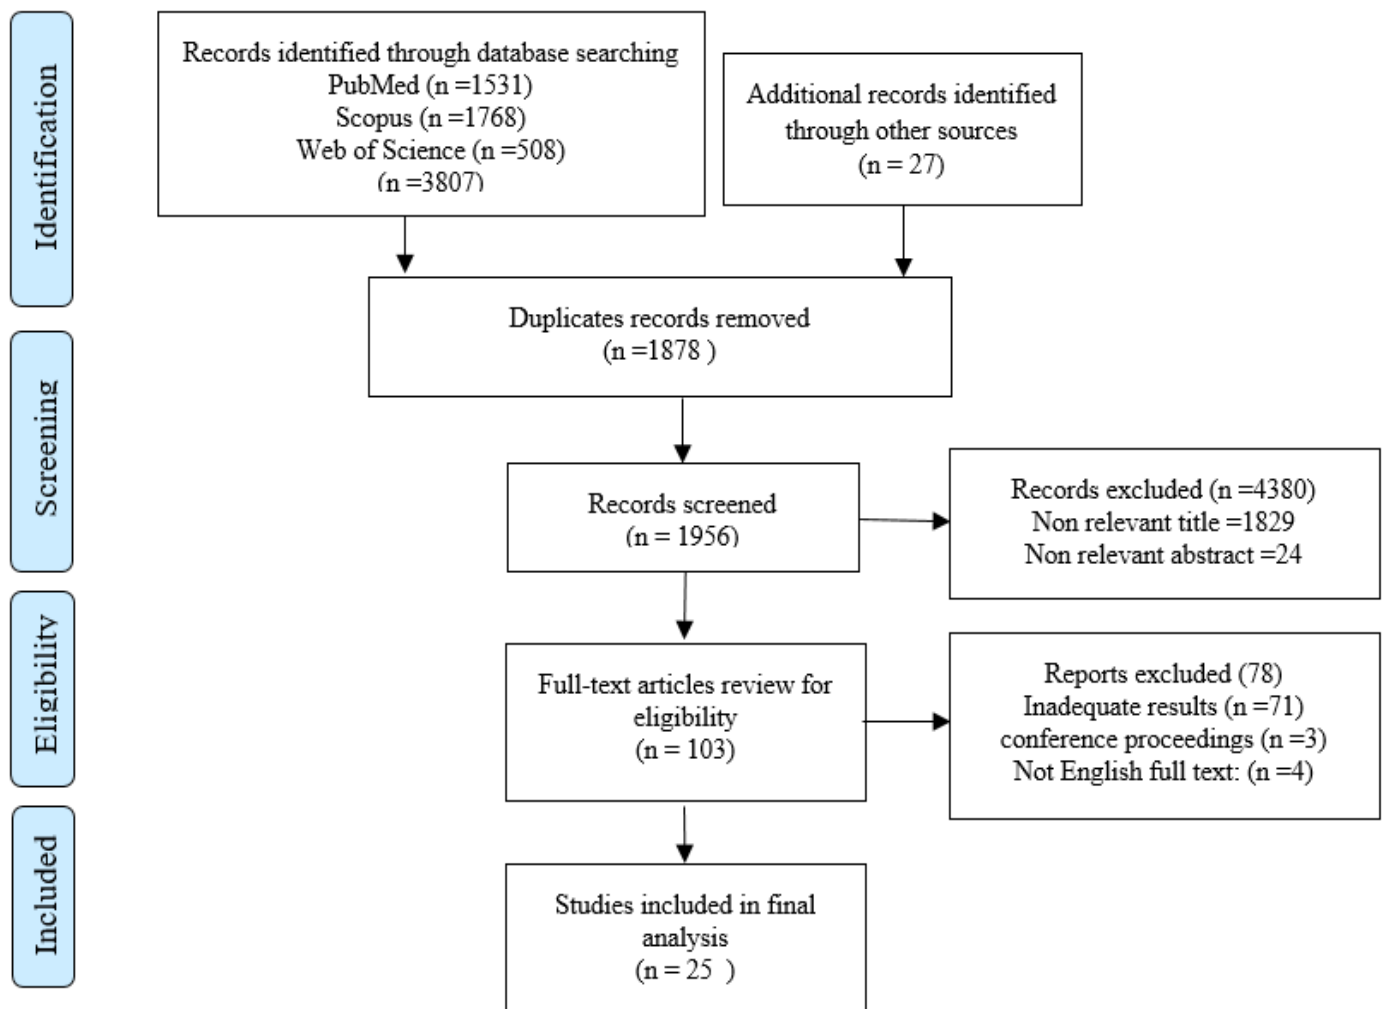 Identification
Records identified through database searching
PubMed (n =1531)
Scopus (n =1768)
Web of Science (n =508)
(n =3807)
Additional records identified
through other sources
(n = 27)
Duplicates records removed
(n =1878 )
Screening
Records screened
(n = 1956)
Records excluded (n =4380)
Non relevant title =1829
Non relevant abstract =24
Eligibility
Full-text articles review for
eligibility
(n = 103)
Reports excluded (78)
Inadequate results (n =71)
conference proceedings (n =3)
Not English full text: (n =4)
Included
Studies included in final
analysis
(n = 25 )